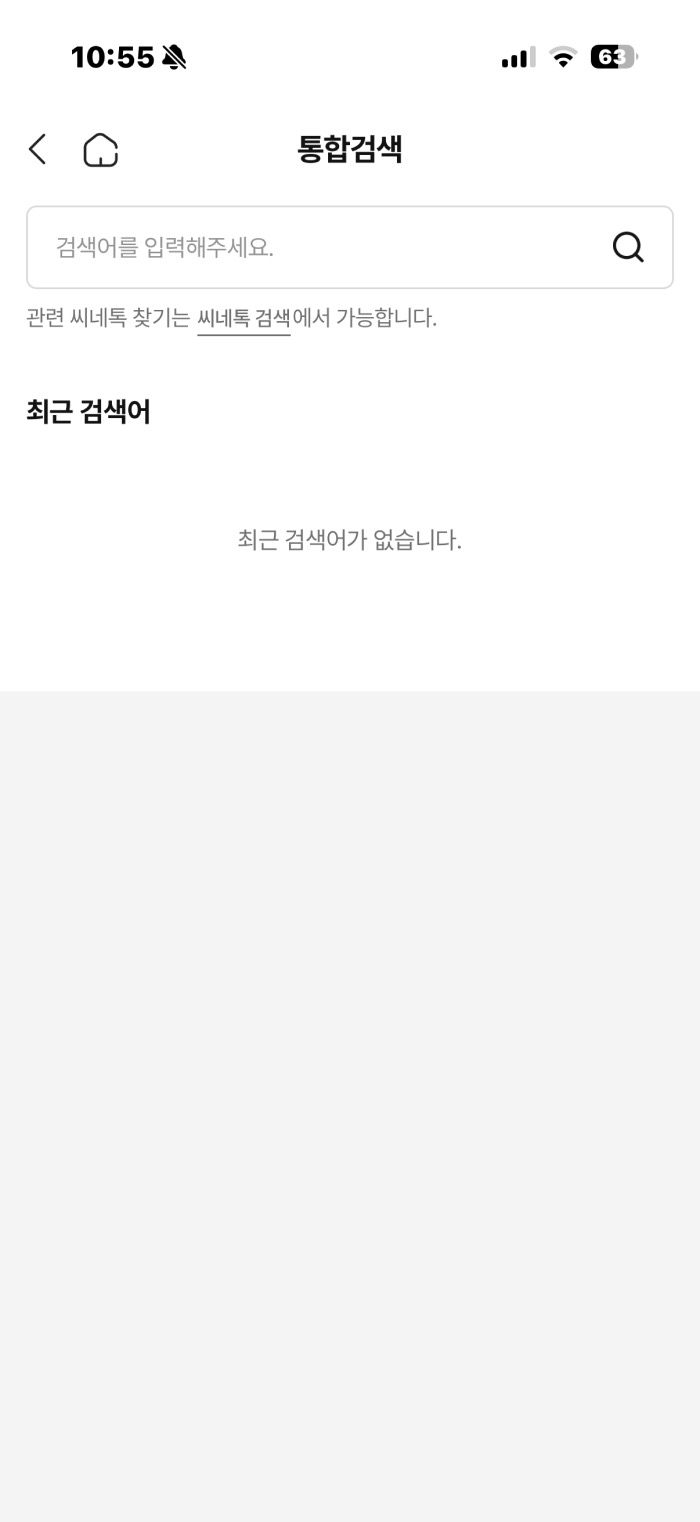 10:55
63
통합검색
검색어를 입력해주세요.
관련 씨네톡 찾기는 씨네톡 검색에서 가능합니다.
최근 검색어
최근 검색어가 없습니다.